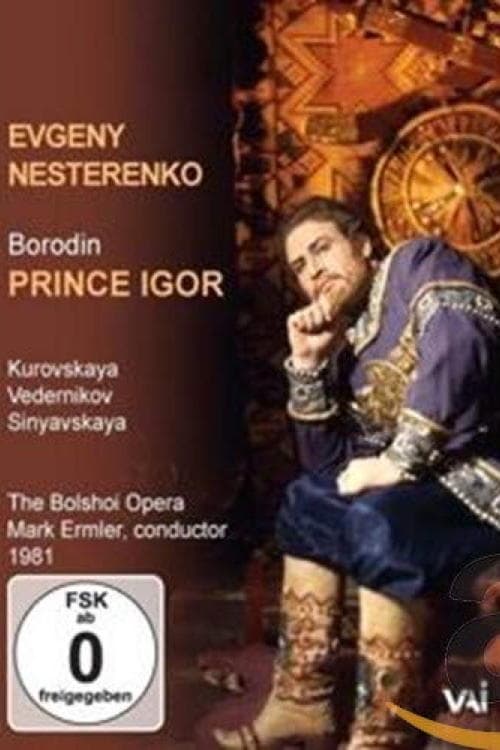 EVGENY
NESTERENKO
Borodin
PRINCE IGOR
Kurovskaya
Vedernikov
Sinyavskaya
The Bolshoi Opera
Mark Ermler, conductor
1981
FSK
ab
0
freigegeben
VAI